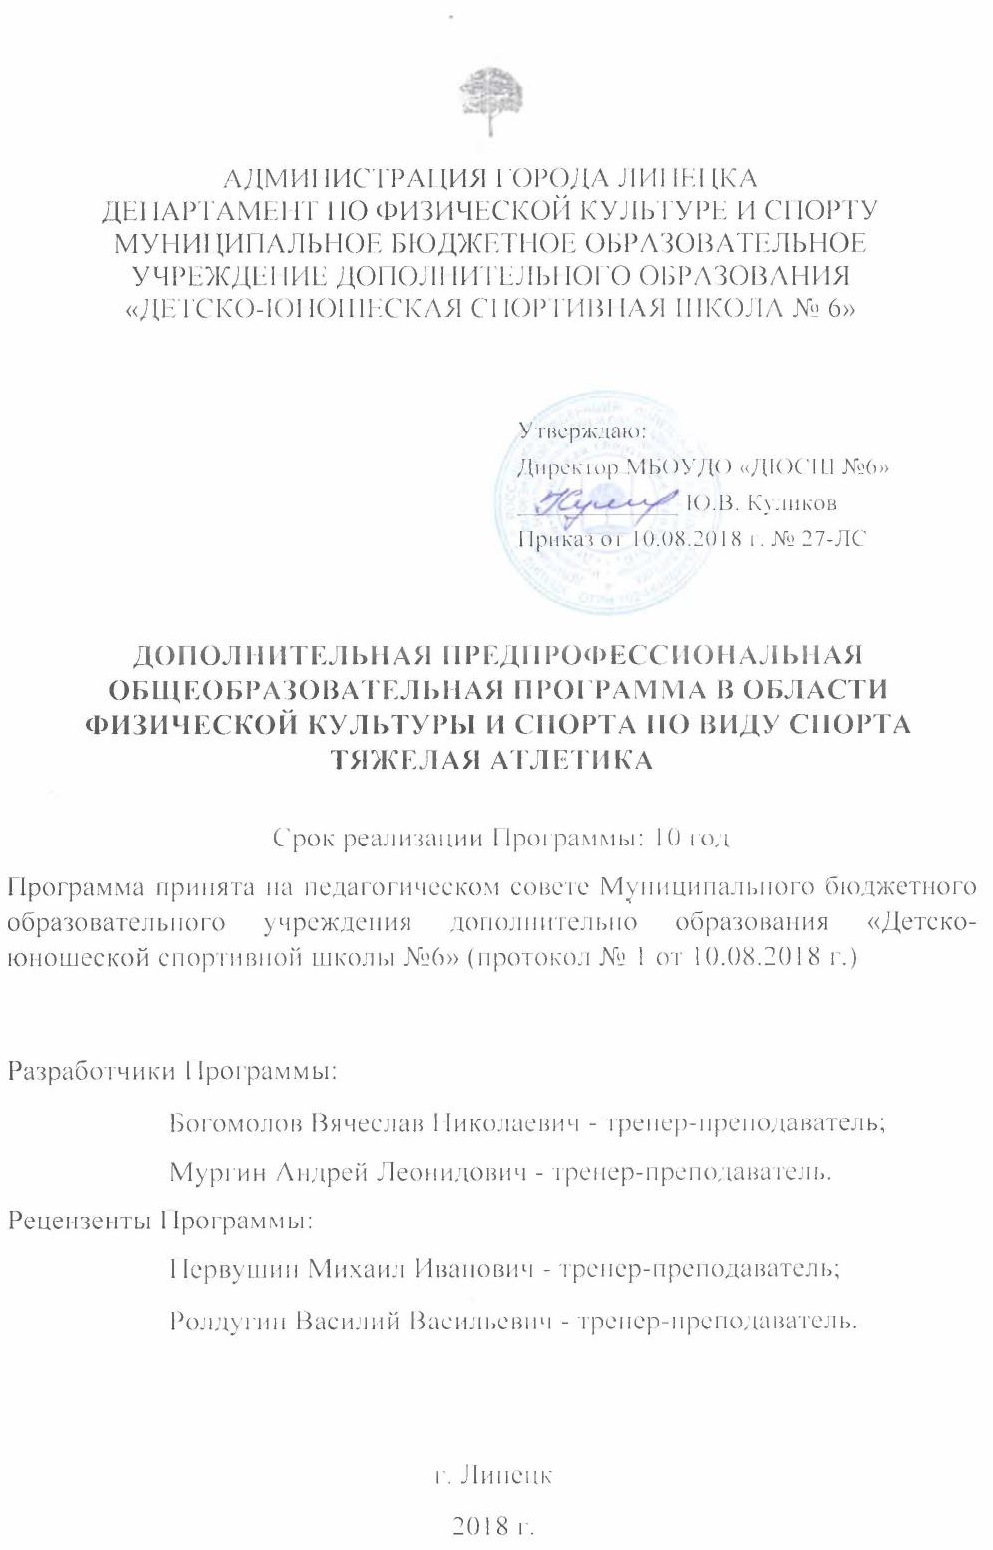 АДМИНИСТРАЦИЯ ГОРОДА ЛИПЕЦКА
ДЕПАРТАМЕНТ ПО ФИЗИЧЕСКОЙ КУЛЬТУРЕ И СПОРТУ
МУНИЦИПАЛЬНОЕ БЮДЖЕТНОЕ ОБРАЗОВАТЕЛЬНОЕ
УЧРЕЖДЕНИЕ ДОПОЛНИТЕЛЬНОГО ОБРАЗОВАНИЯ
«ДЕТСКО-ЮНОШЕСКАЯ СПОРТИВНАЯ ШКОЛА № 6»
Утверждаю:
Директор МБОУДО «ДЮСШ №6»
Ю.В. Куликов
Приказ от 10.08.2018 г. № 27-ЛС
ДОПОЛНИТЕЛЬНАЯ ПРЕДПРОФЕССИОНАЛЬНАЯ
ОБЩЕОБРАЗОВАТЕЛЬНАЯ ПРОГРАММА В ОБЛАСТИ
ФИЗИЧЕСКОЙ КУЛЬТУРЫ И СПОРТА ПО ВИДУ СПОРТА
ТЯЖЕЛАЯ АТЛЕТИКА
Срок реализации Программы: 10 год
Программа принята на педагогическом совете Муниципального бюджетного
образовательного учреждения дополнительно образования «Детско-
юношеской спортивной школы №6» (протокол № 1 от 10.08.2018 г.)
Разработчики Программы:
Богомолов Вячеслав Николаевич - тренер-преподаватель;
Мургин Андрей Леонидович - тренер-преподаватель.
Рецензенты Программы:
Первушин Михаил Иванович - тренер-преподаватель;
Ролдугин Василий Васильевич - тренер-преподаватель.
г. Липецк
2018 г.